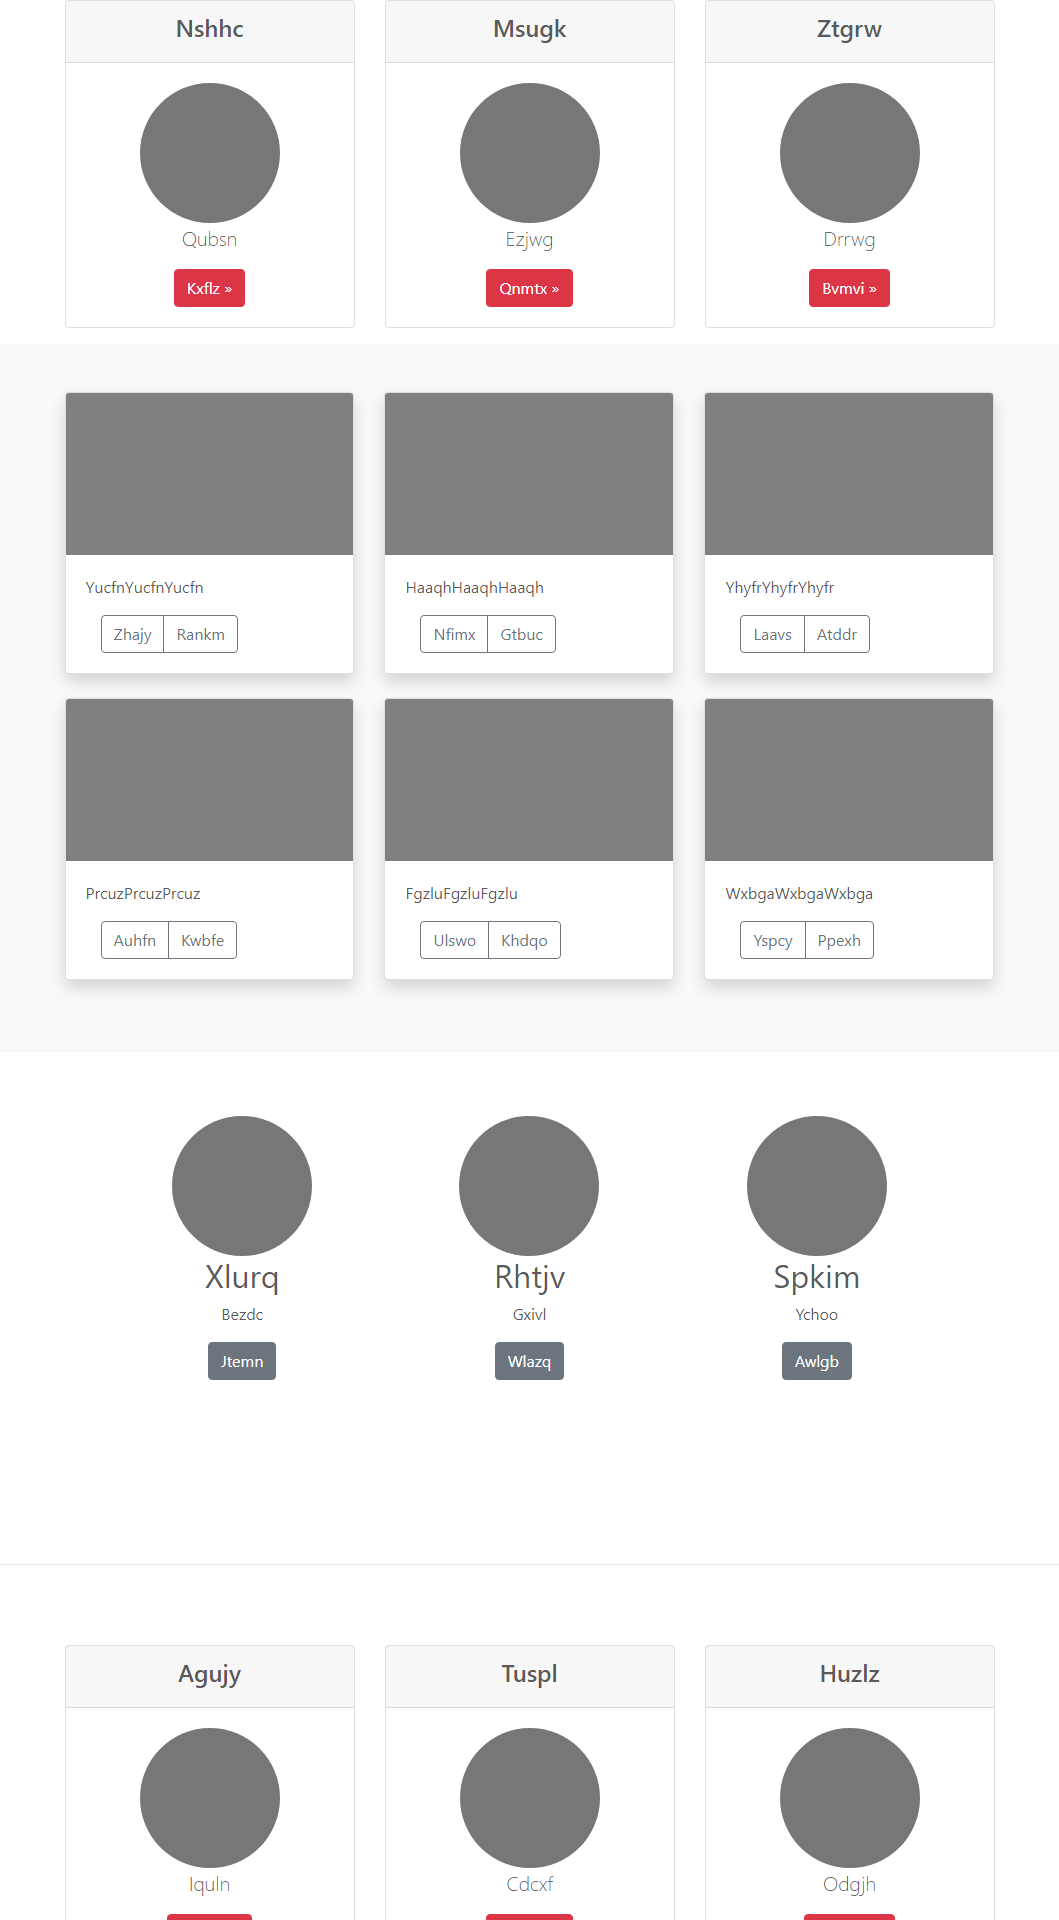 Nshhc
Msugk
Ztgrw
Qubsn
Ezjwg
Drrwg
Kxflz »
Qnmtx »
Bvmvi »
YucfnYucfnYucfn
HaaqhHaaqhHaaqh
YhyfrYhyfrYhyfr
Zhajy Rankm
Nfimx Gtbuc
Laavs Atddr
PrcuzPrcuzPrcuz
FgzluFgzluFgzlu
WxbgaWxbgaWxbga
Auhfn Kwbfe
Ulswo Khdqo
Yspcy Ppexh
Xlurq
Rhtjv
Spkim
Bezdc
Gxivl
Ychoo
Jtemn
Wlazq
Awlgb
Agujy
Tuspl
Huzlz
Iquln
Cdcxf
Odgjh